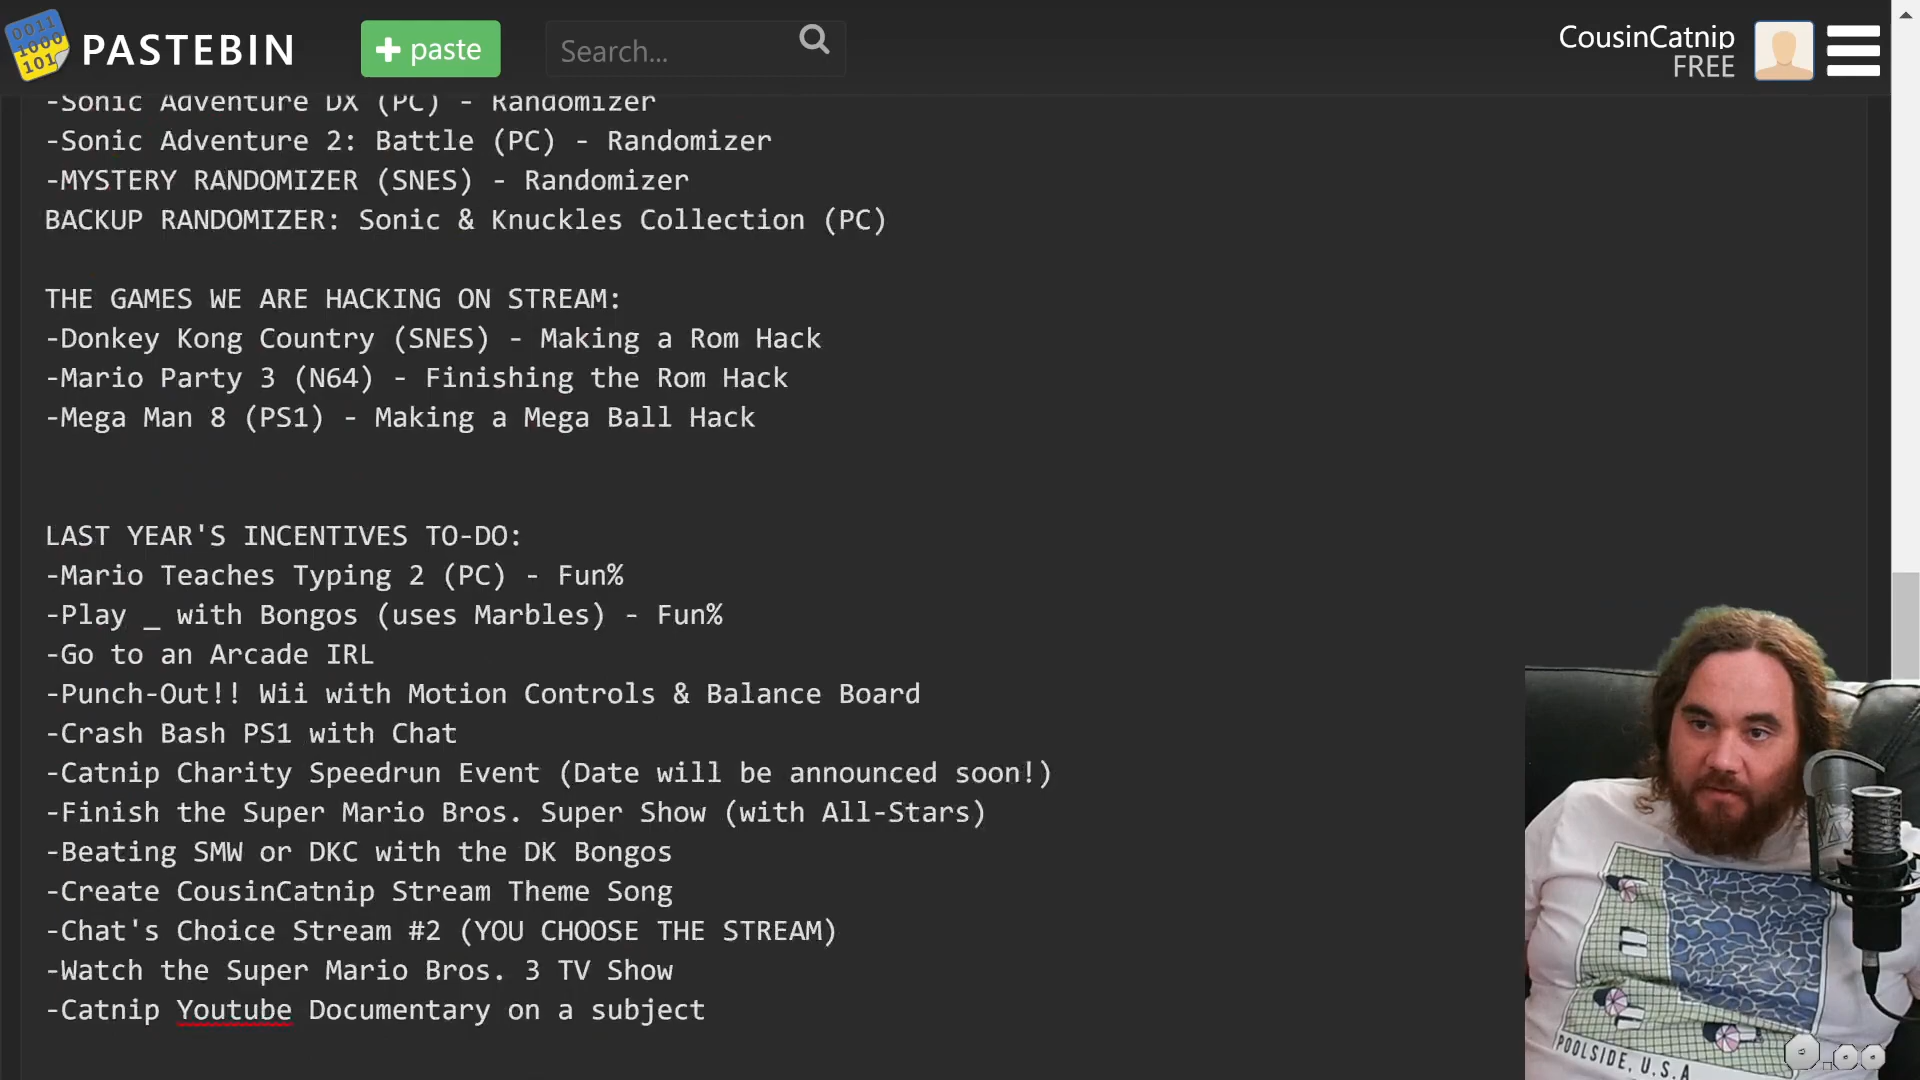 0011
1000
101
PASTEBIN
+ paste
Search...
CousinCatnip
FREE
-Sonic Adventure DX (PC) - Randomizer
-Sonic Adventure 2: Battle (PC) - Randomizer
-MYSTERY RANDOMIZER (SNES) - Randomizer
BACKUP RANDOMIZER: Sonic & Knuckles Collection (PC)
THE GAMES WE ARE HACKING ON STREAM:
-Donkey Kong Country (SNES) - Making a Rom Hack
-Mario Party 3 (N64) - Finishing the Rom Hack
-Mega Man 8 (PS1) - Making a Mega Ball Hack
LAST YEAR'S INCENTIVES TO-DO:
-Mario Teaches Typing 2 (PC) - Fun%
-Play _ with Bongos (uses Marbles) - Fun%
-Go to an Arcade IRL
-Punch-Out!! Wii with Motion Controls & Balance Board
-Crash Bash PS1 with Chat
-Catnip Charity Speedrun Event (Date will be announced soon!)
-Finish the Super Mario Bros. Super Show (with All-Stars)
-Beating SMW or DKC with the DK Bongos
-Create CousinCatnip Stream Theme Song
-Chat's Choice Stream #2 (YOU CHOOSE THE STREAM)
-Watch the Super Mario Bros. 3 TV Show
-Catnip Youtube Documentary on a subject
POOLSIDE, U.S.A
0.00